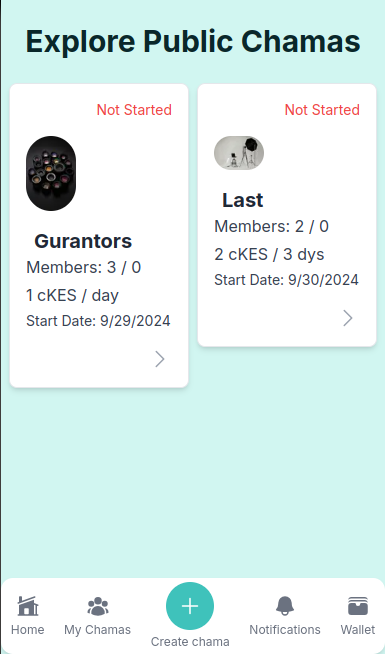 Explore Public Chamas
Not Started
Gurantors
Members: 3 / 0
1 cKES / day
Start Date: 9/29/2024
Not Started
Last
Members: 2 / 0
2 cKES / 3 dys
Start Date: 9/30/2024
Home
My Chamas
Create chama
Notifications
Wallet